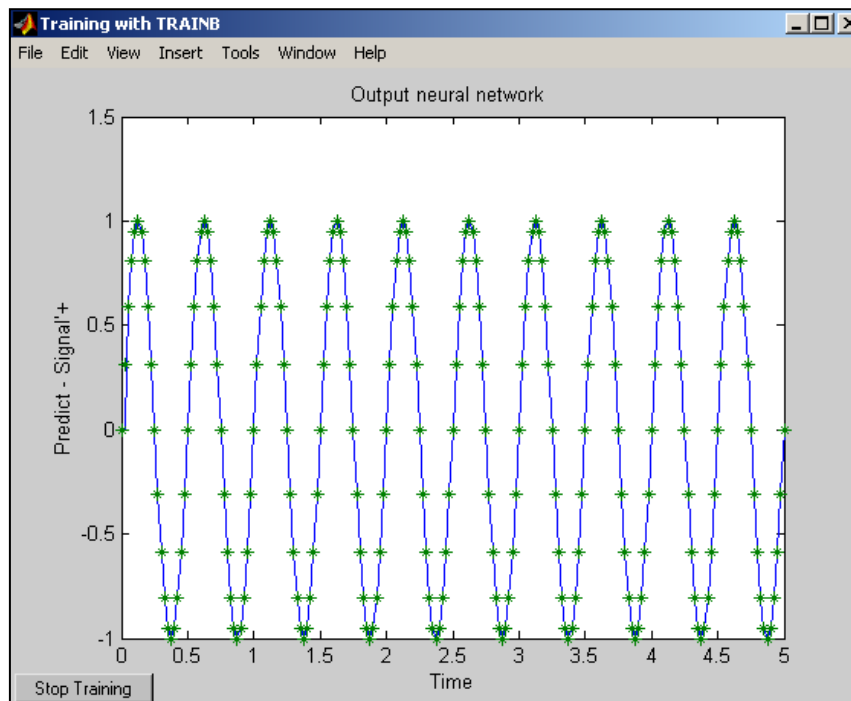 Training with TRAINB
File Edit View Insert Tools Window Help
Output neural network
1.5
1
0.5
0
-0.5
-1
Predict - Signal'+
0 0.5 1 1.5 2 2.5 3 3.5 4 4.5 5
Time
Stop Training